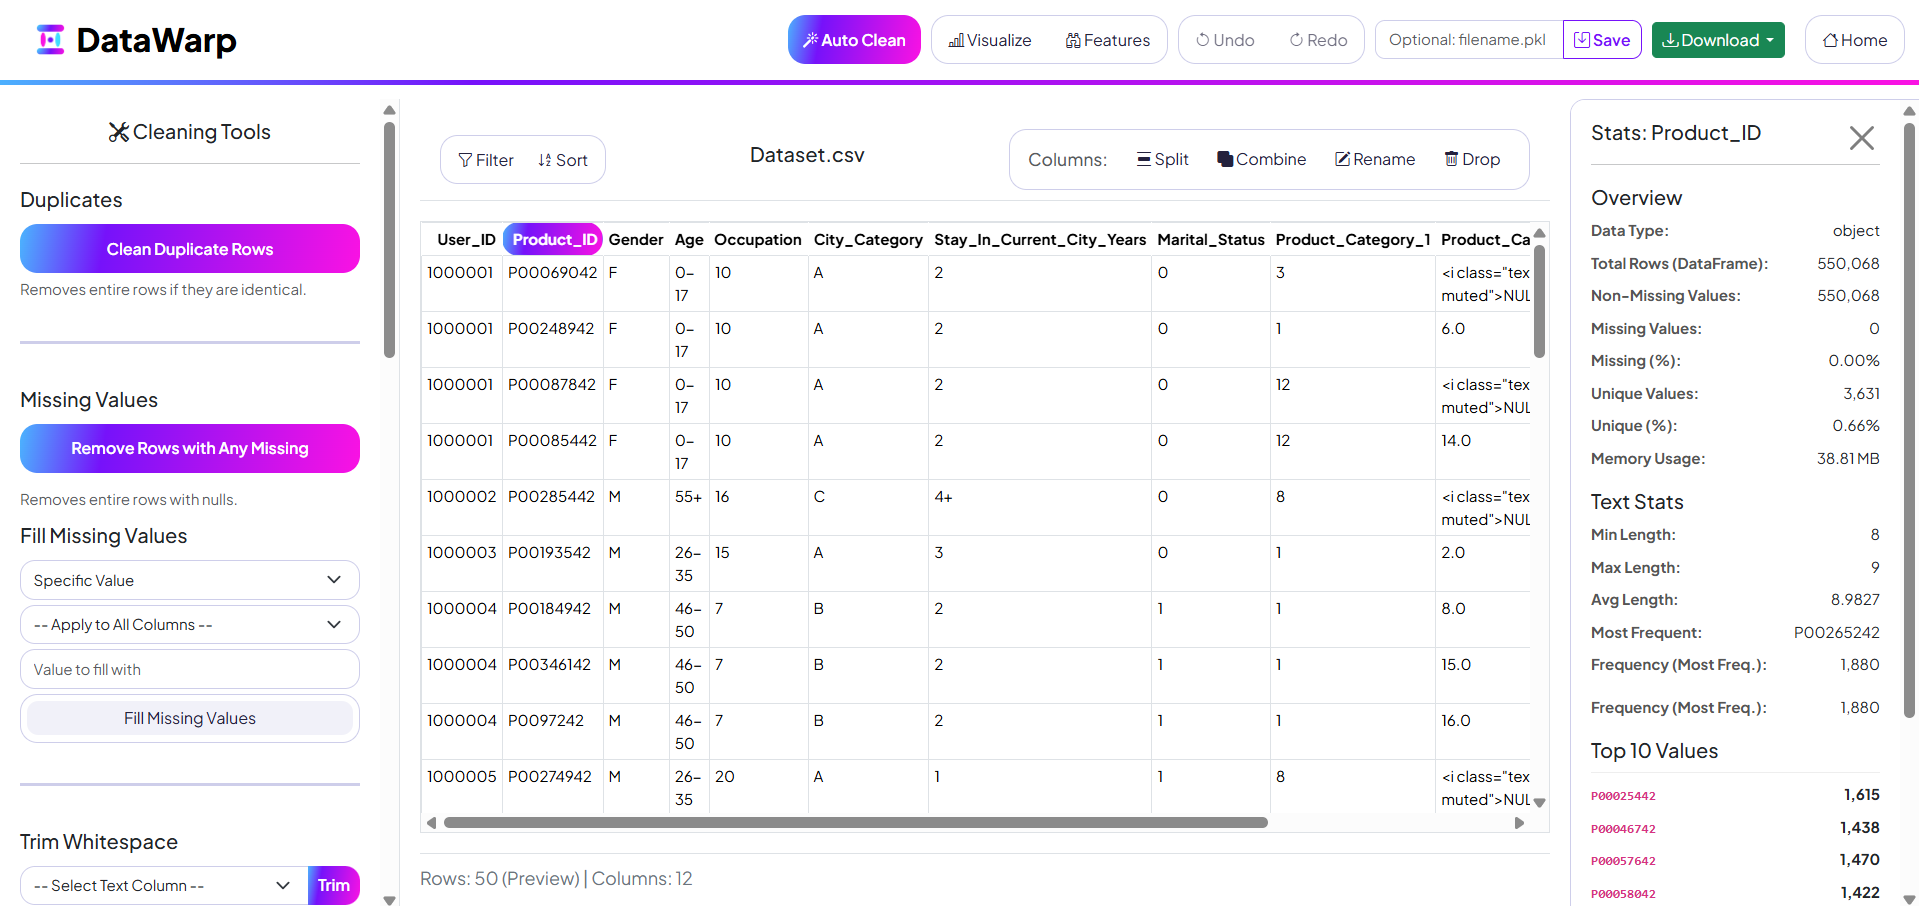 DataWarp
Auto Clean
Visualize
Features
Undo
Redo
Optional: filename.pkl
Save
Download
Home
Cleaning Tools
Duplicates
Clean Duplicate Rows
Removes entire rows if they are identical.
Missing Values
Remove Rows with Any Missing
Removes entire rows with nulls.
Fill Missing Values
Specific Value
-- Apply to All Columns --
Value to fill with
Fill Missing Values
Trim Whitespace
-- Select Text Column --
Trim
Filter
Sort
Dataset.csv
Columns:
Split
Combine
Rename
Drop
User_ID Product_ID Gender Age Occupation City_Category Stay_In_Current_City_Years Marital_Status Product_Category_1 Product_Ca
1000001 P00069042 F 0- 10 A 2 0 3 <i class="tex
17 muted">NUL
1000001 P00248942 F 0- 10 A 2 0 1 6.0
17
1000001 P00087842 F 0- 10 A 2 0 12 <i class="tex
17 muted">NUL
1000001 P00085442 F 0- 10 A 2 0 12 14.0
17
1000002 P00285442 M 55+ 16 C 4+ 0 8 <i class="tex
muted">NUL
1000003 P00193542 M 26- 15 A 3 0 1 2.0
35
1000004 P00184942 M 46- 7 B 2 1 1 8.0
50
1000004 P00346142 M 46- 7 B 2 1 1 15.0
50
1000004 P0097242 M 46- 7 B 2 1 1 16.0
50
1000005 P00274942 M 26- 20 A 1 1 8 <i class="tex
35 muted">NUL
Rows: 50 (Preview) | Columns: 12
Stats: Product_ID
Overview
Data Type: object
Total Rows (DataFrame): 550,068
Non-Missing Values: 550,068
Missing Values: 0
Missing (%): 0.00%
Unique Values: 3,631
Unique (%): 0.66%
Memory Usage: 38.81 MB
Text Stats
Min Length: 8
Max Length: 9
Avg Length: 8.9827
Most Frequent: P00265242
Frequency (Most Freq.): 1,880
Frequency (Most Freq.): 1,880
Top 10 Values
P00025442 1,615
P00046742 1,438
P00057642 1,470
P00058042 1,422